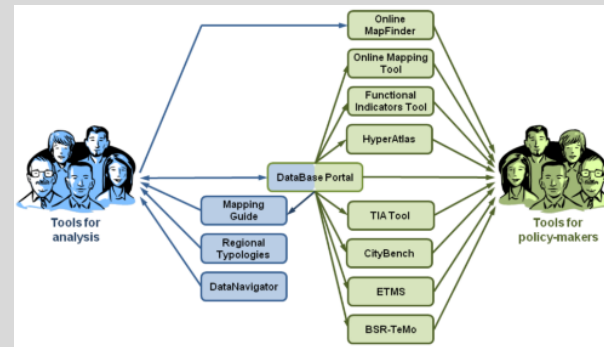 Online
MapFinder
Online Mapping
Tool
Functional
Indicators Tool
HyperAtlas
DataBase Portal
Mapping
Guide
Regional
Typologies
DataNavigator
TIA Tool
CityBench
ETMS
BSR-TeMo
Tools for
analysis
Tools for
policy-makers